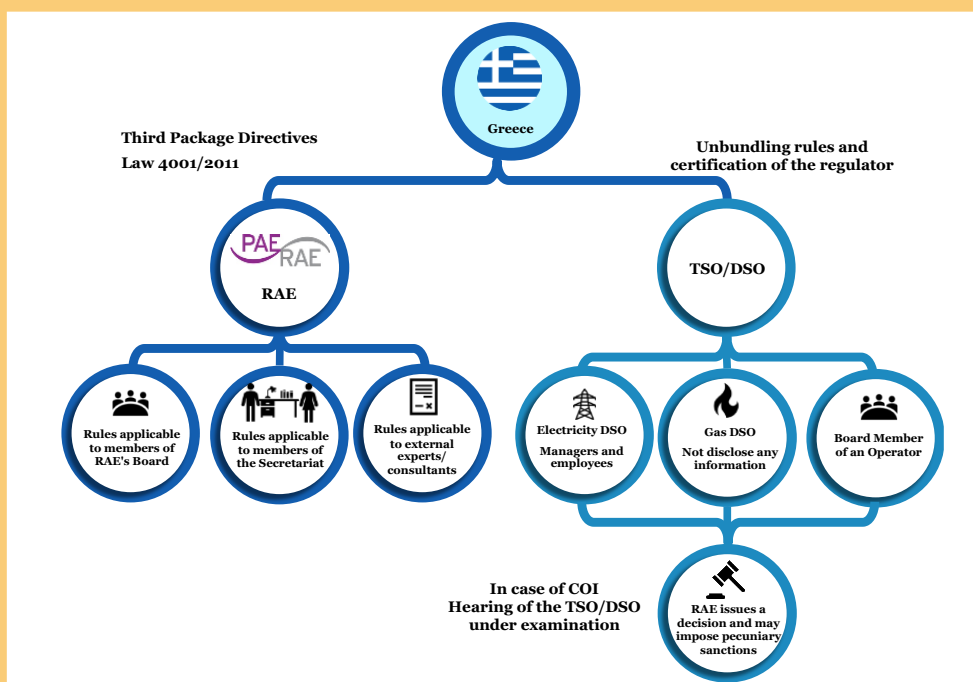 Greece
Third Package Directives
Law 4001/2011
Unbundling rules and
certification of the regulator
ΡΑΕ
RAE
RAE
TSO/DSO
Rules applicable
to members of
RAE's Board
Rules applicable
to members of
the Secretariat
Rules applicable
to external
experts/
consultants
Electricity DSO
Managers and
employees
Gas DSO
Not disclose any
information
Board Member
of an Operator
In case of COI
Hearing of the TSO/DSO
under examination
RAE issues a
decision and may
impose pecuniary
sanctions